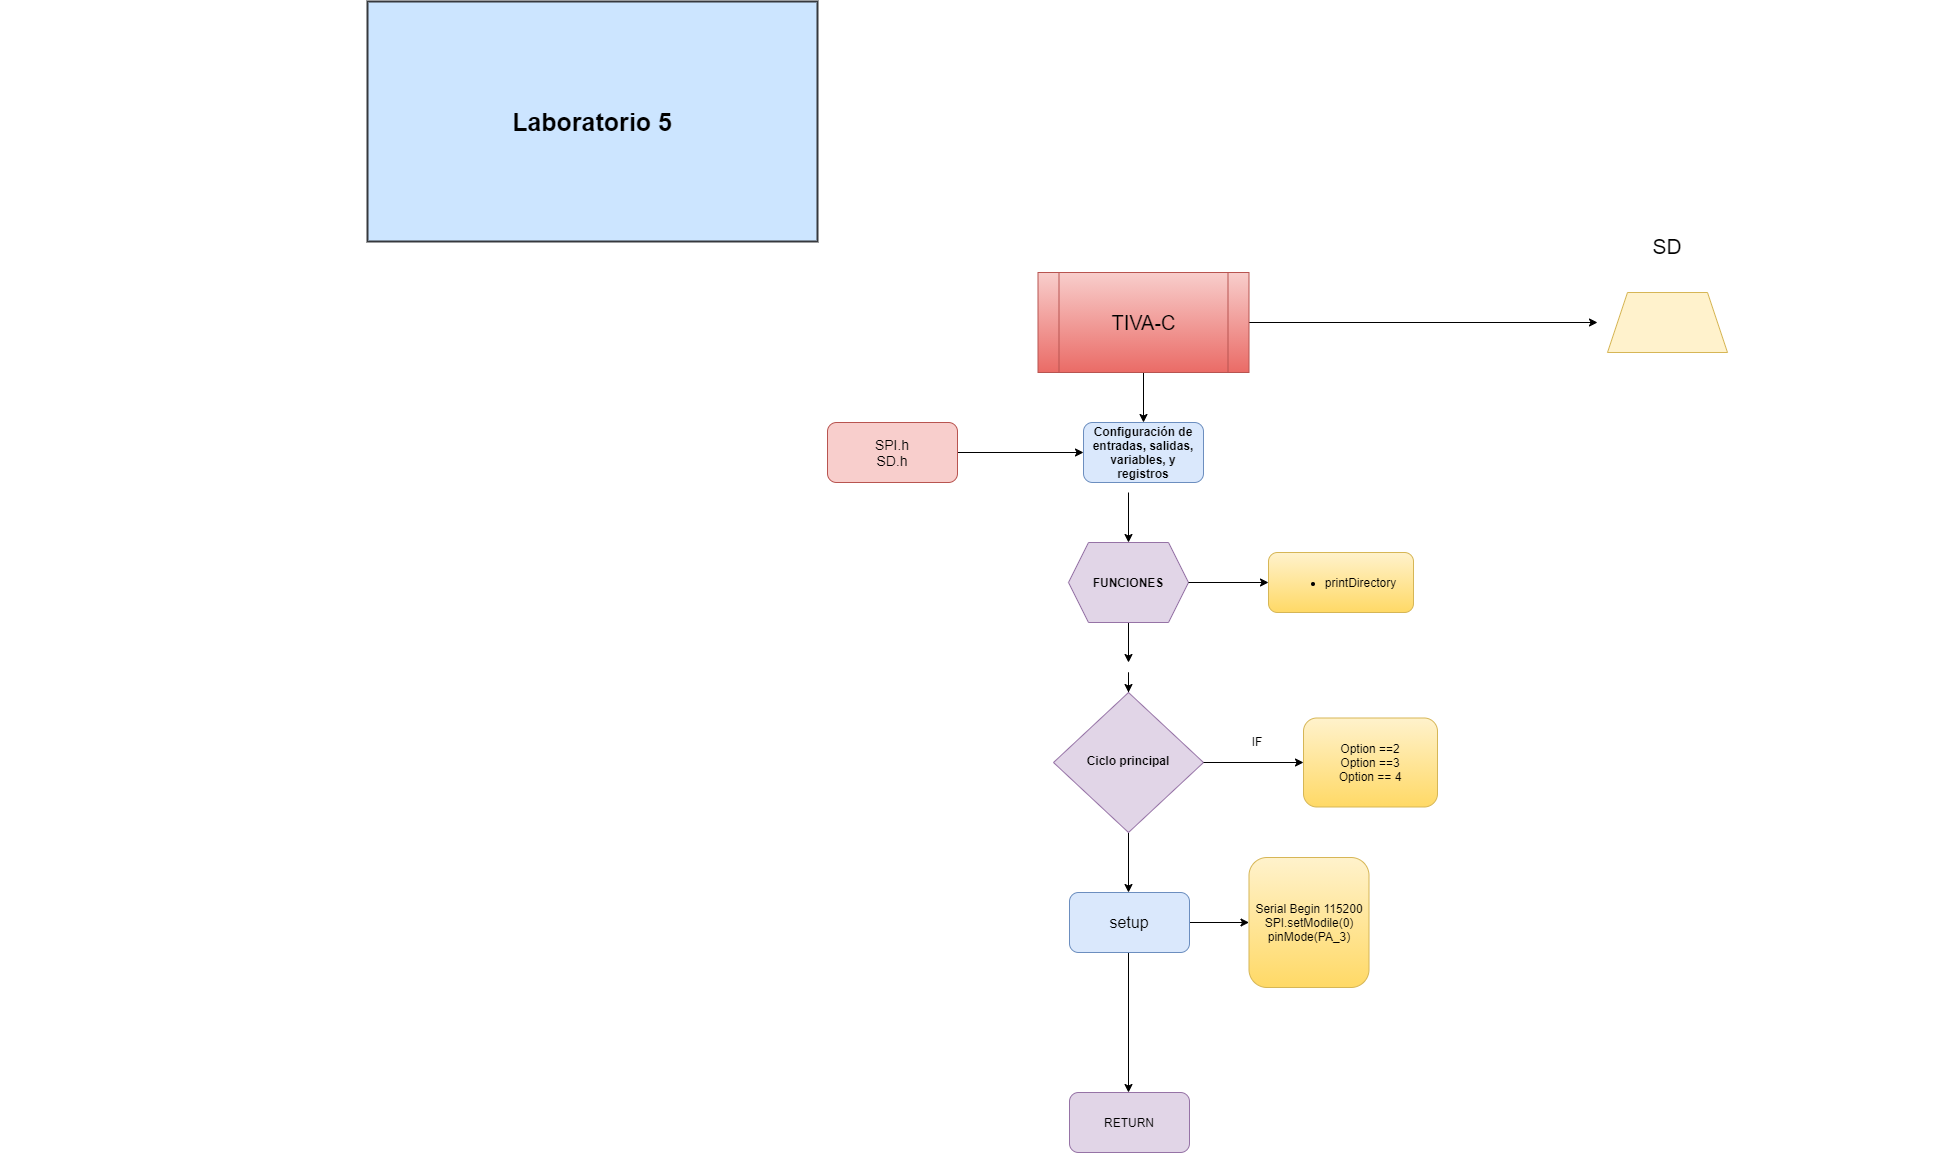 Laboratorio 5
SD
TIVA-C
SPI.h
SD.h
Configuración de
entradas, salidas,
variables, y
registros
FUNCIONES
• printDirectory
Ciclo principal
IF
Option ==2
Option ==3
Option == 4
setup
Serial Begin 115200
SPI.setModile(0)
pinMode(PA_3)
RETURN